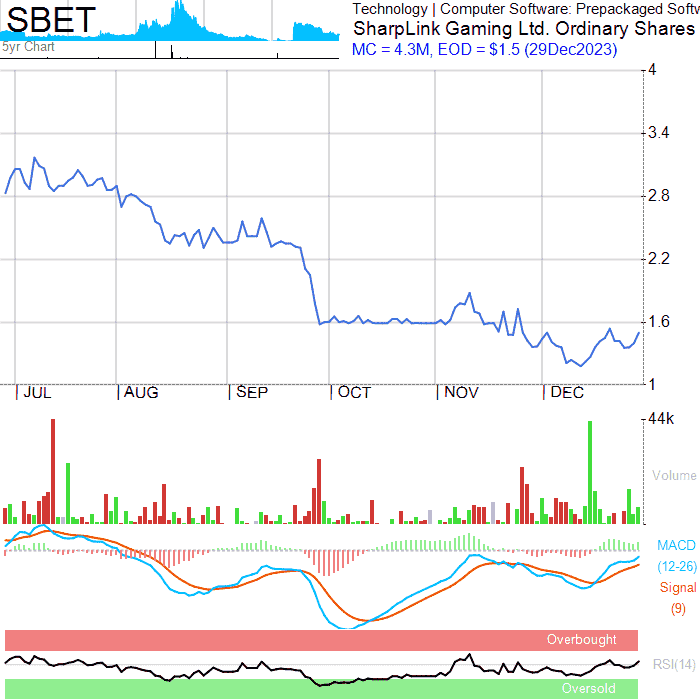 SBET
5yr Chart
Technology | Computer Software: Prepackaged Softw
SharpLink Gaming Ltd. Ordinary Shares
MC = 4.3M, EOD = $1.5 (29Dec2023)
4
3.4
2.8
2.2
1.6
1
JUL AUG SEP OCT NOV DEC
44k
Volume
MACD
(12-26)
Signal
(9)
Overbought
RSI(14)
Oversold